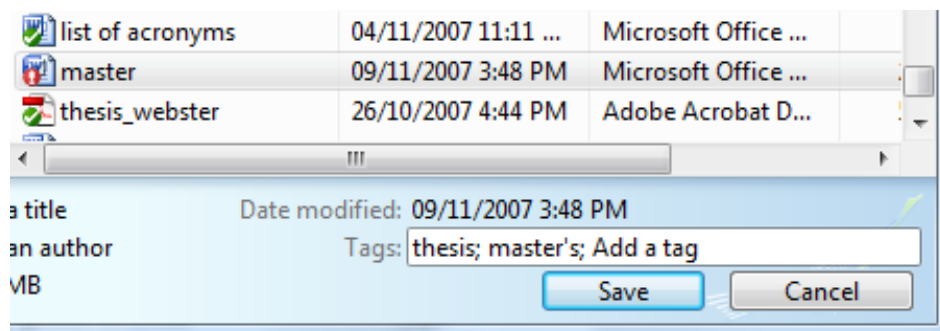 list of acronyms 04/11/2007 11:11 ... Microsoft Office ...
master 09/11/2007 3:48 PM Microsoft Office ...
thesis_webster 26/10/2007 4:44 PM Adobe Acrobat D...
a title Date modified: 09/11/2007 3:48 PM
an author Tags: thesis; master's; Add a tag
MB
Save Cancel